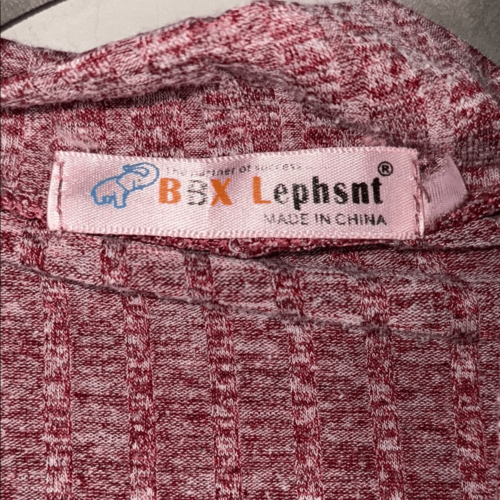 The partner of success
BBX Lephsnt®
MADE IN CHINA